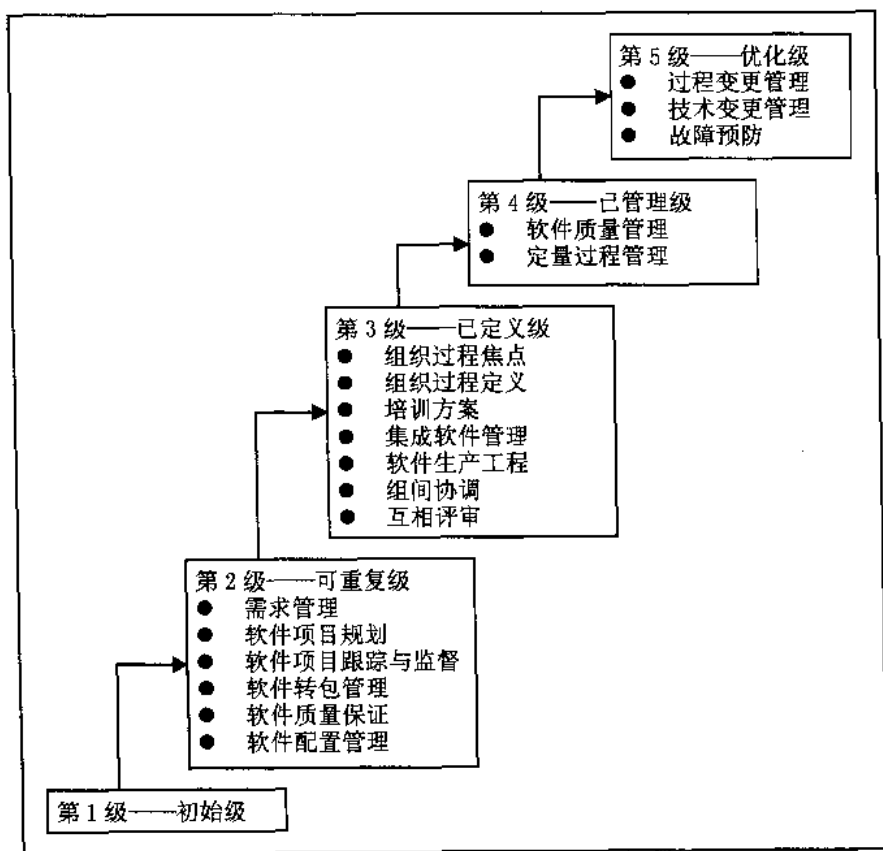 第5级——优化级
● 过程变更管理
● 技术变更管理
● 故障预防
第4级——已管理级
● 软件质量管理
● 定量过程管理
第3级——已定义级
● 组织过程焦点
● 组织过程定义
● 培训方案
● 集成软件管理
● 软件生产工程
● 组间协调
● 互相评审
第2级——可重复级
● 需求管理
● 软件项目规划
● 软件项目跟踪与监督
● 软件转包管理
● 软件质量保证
● 软件配置管理
第1级——初始级